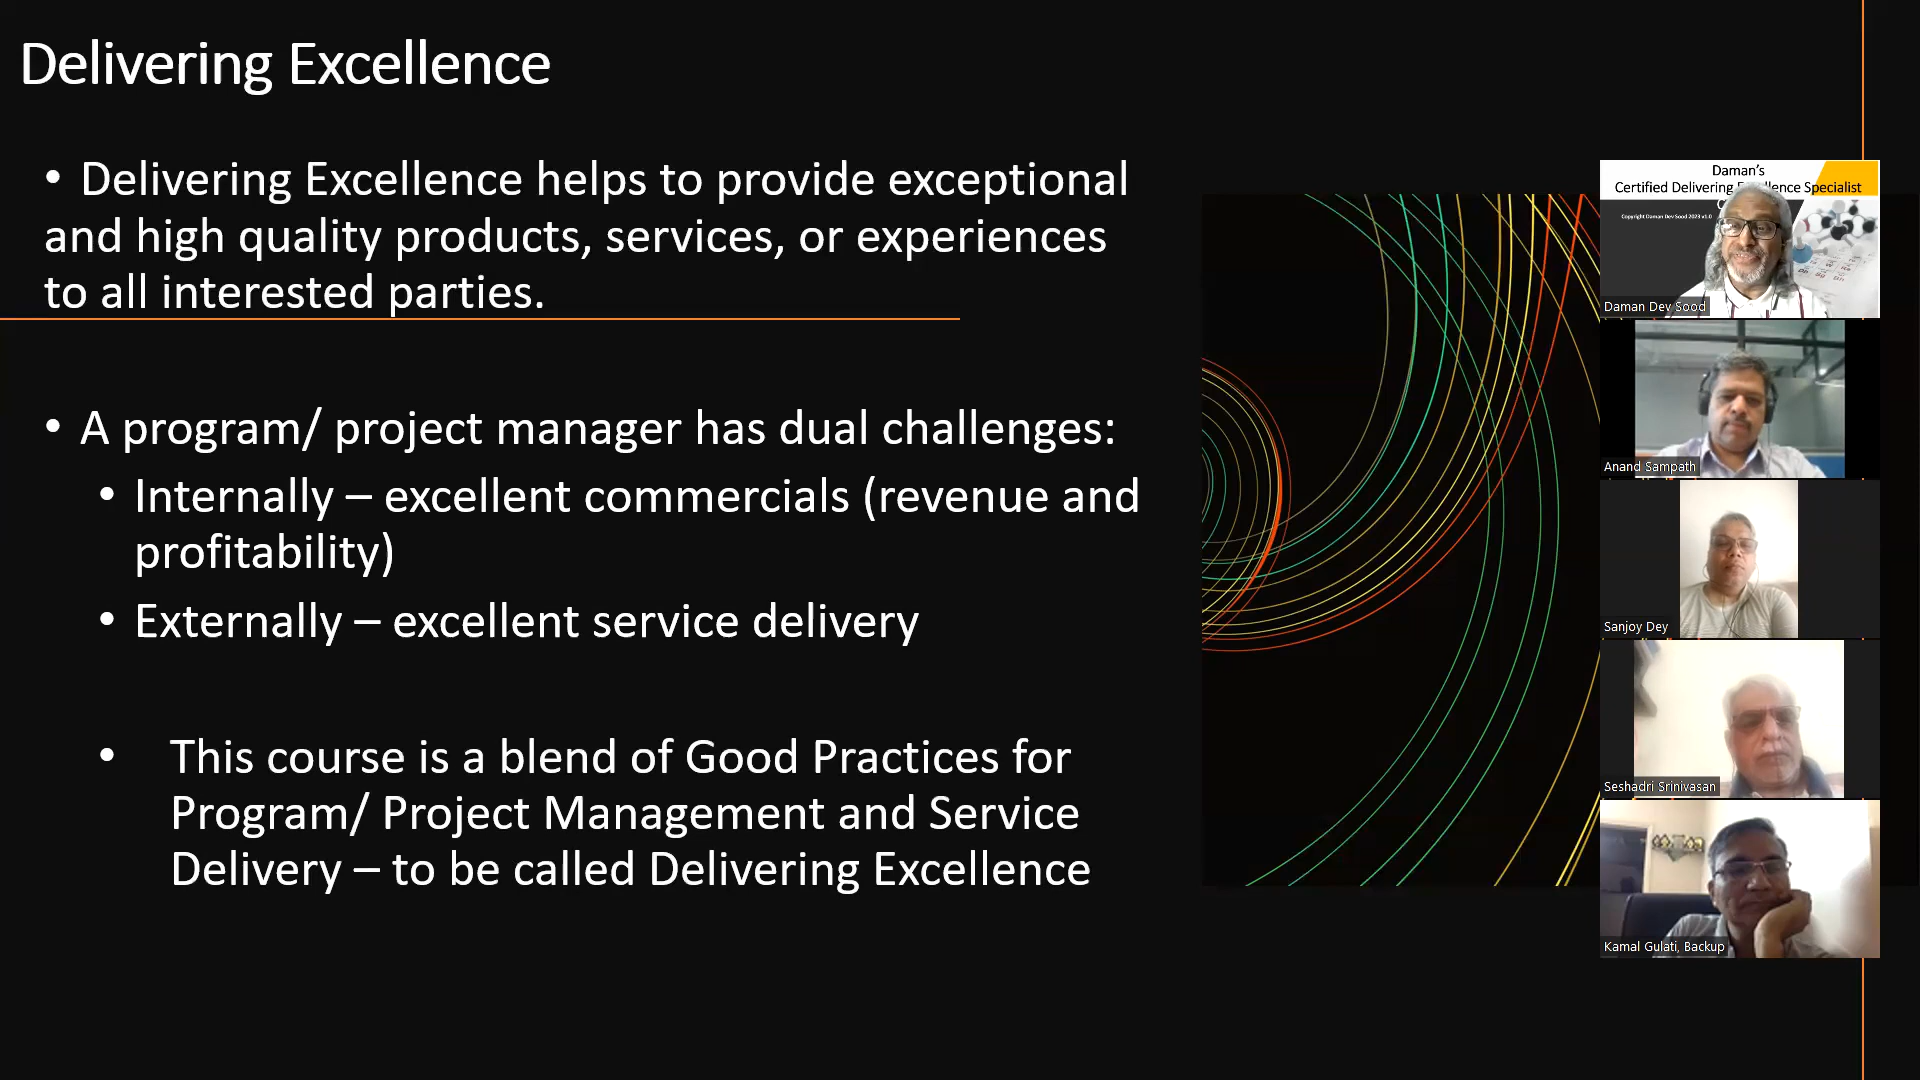 Delivering Excellence
• Delivering Excellence helps to provide exceptional
and high quality products, services, or experiences
to all interested parties.
• A program/ project manager has dual challenges:
• Internally – excellent commercials (revenue and
profitability)
• Externally – excellent service delivery
• This course is a blend of Good Practices for
Program/ Project Management and Service
Delivery – to be called Delivering Excellence
Daman's
Certified Delivering Specialist
Copyright Daman Dev Sood 2023 v1.0
Daman Dev Sood
Anand Sampath
Sanjoy Dey
Seshadri Srinivasan
Kamal Gulati, Backup